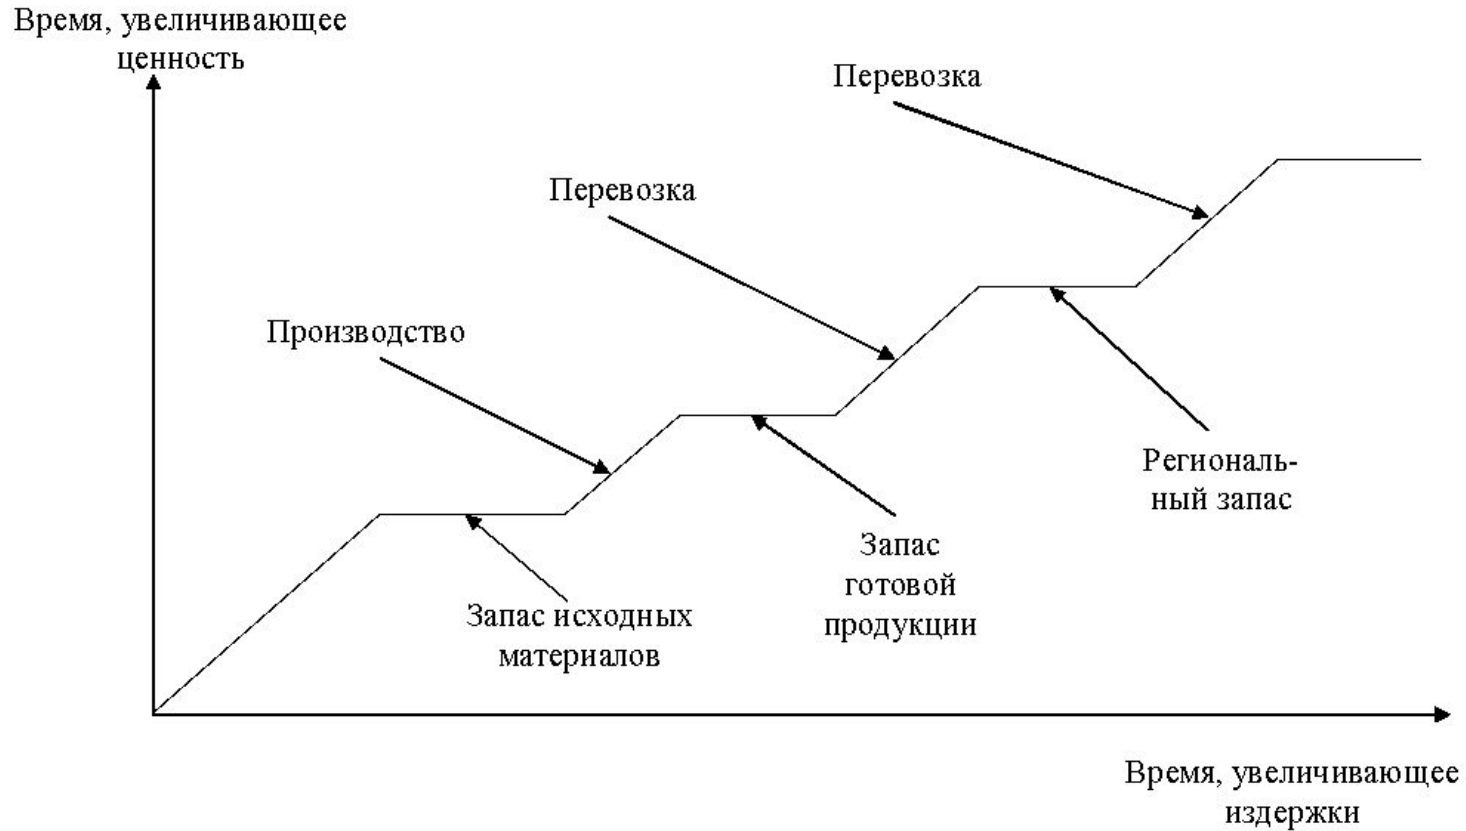 Время, увеличивающее
ценность
Перевозка
Перевозка
Производство
Региональ-
ный запас
Запас
готовой
продукции
Запас исходных
материалов
Время, увеличивающее
издержки